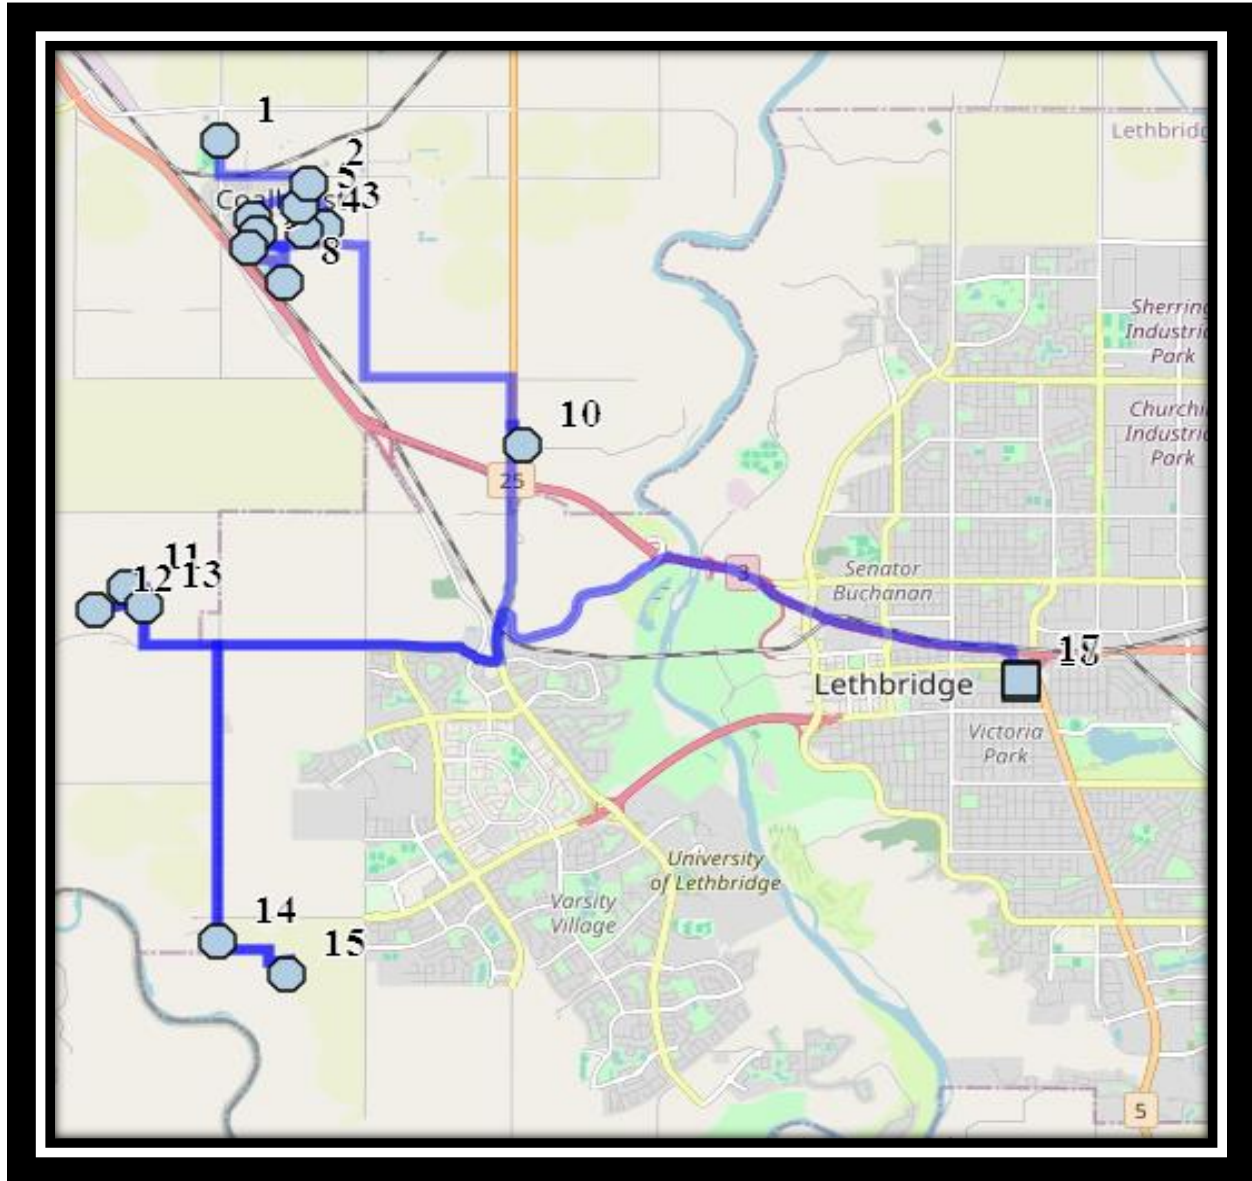 1
Lethbridg
2
5
43
8
Sherring
Industri
Park
10
Churchi
Industri
Park
25
11
12
13
3
Senator
Buchanan
Lethbridge
Victoria
Park
University
of Lethbridge
Varsity
Village
14
15
5